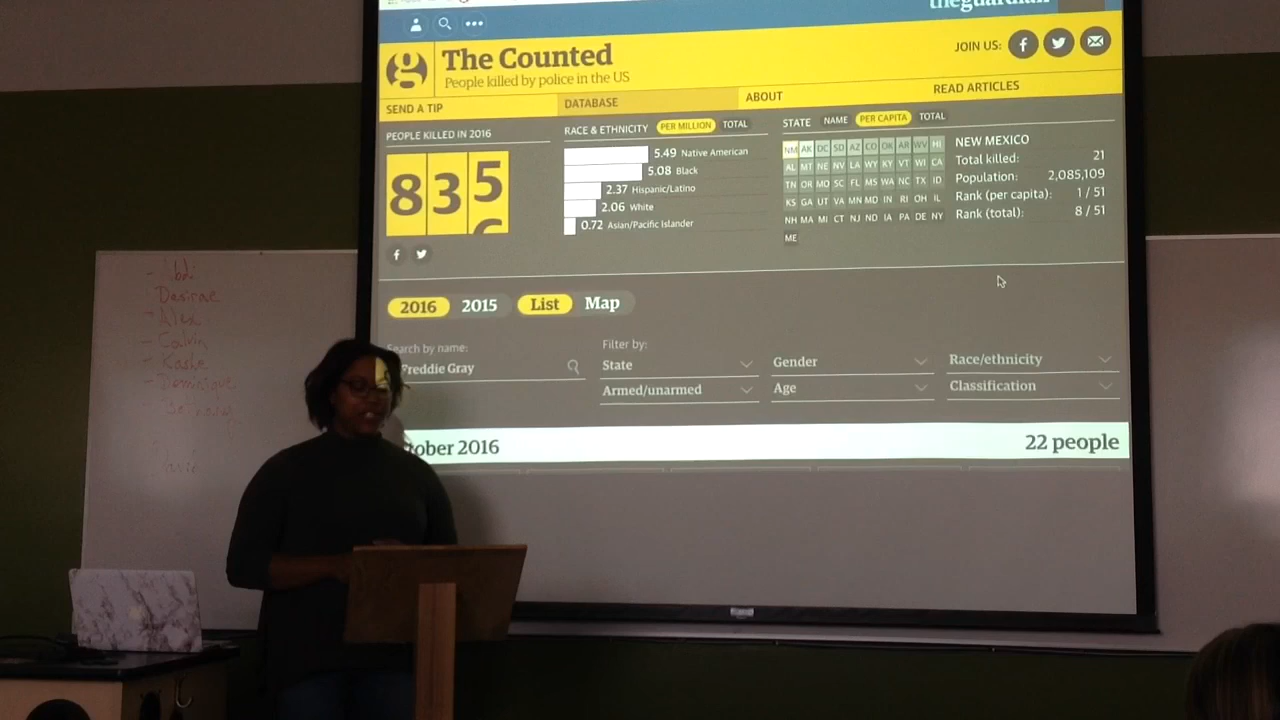 theguardian
The Counted
People killed by police in the US
JOIN US:
SEND A TIP
DATABASE
ABOUT
READ ARTICLES
PEOPLE KILLED IN 2016
835
RACE & ETHNICITY PER MILLION TOTAL
5.49 Native American
5.08 Black
2.37 Hispanic/Latino
2.06 White
0.72 Asian/Pacific Islander
STATE NAME PER CAPITA TOTAL
NM AK DC SD AZ CO OK AR WV HI
AL MT NE NV LA WY KY VT WI CA
TN OR MO SC FL MS WA NC TX ID
KS GA UT VA MN MD IN RI OH IL
NH MA MI CT NJ ND IA PA DE NY
ME
NEW MEXICO
Total killed: 21
Population: 2,085,109
Rank (per capita): 1/51
Rank (total): 8/51
2016 2015 List Map
Search by name:
Freddie Gray
Filter by:
State
Gender
Race/ethnicity
Armed/unarmed
Age
Classification
tober 2016
22 people
- Desirae
- Alex
- Calvin
- Kashe
- Dominique